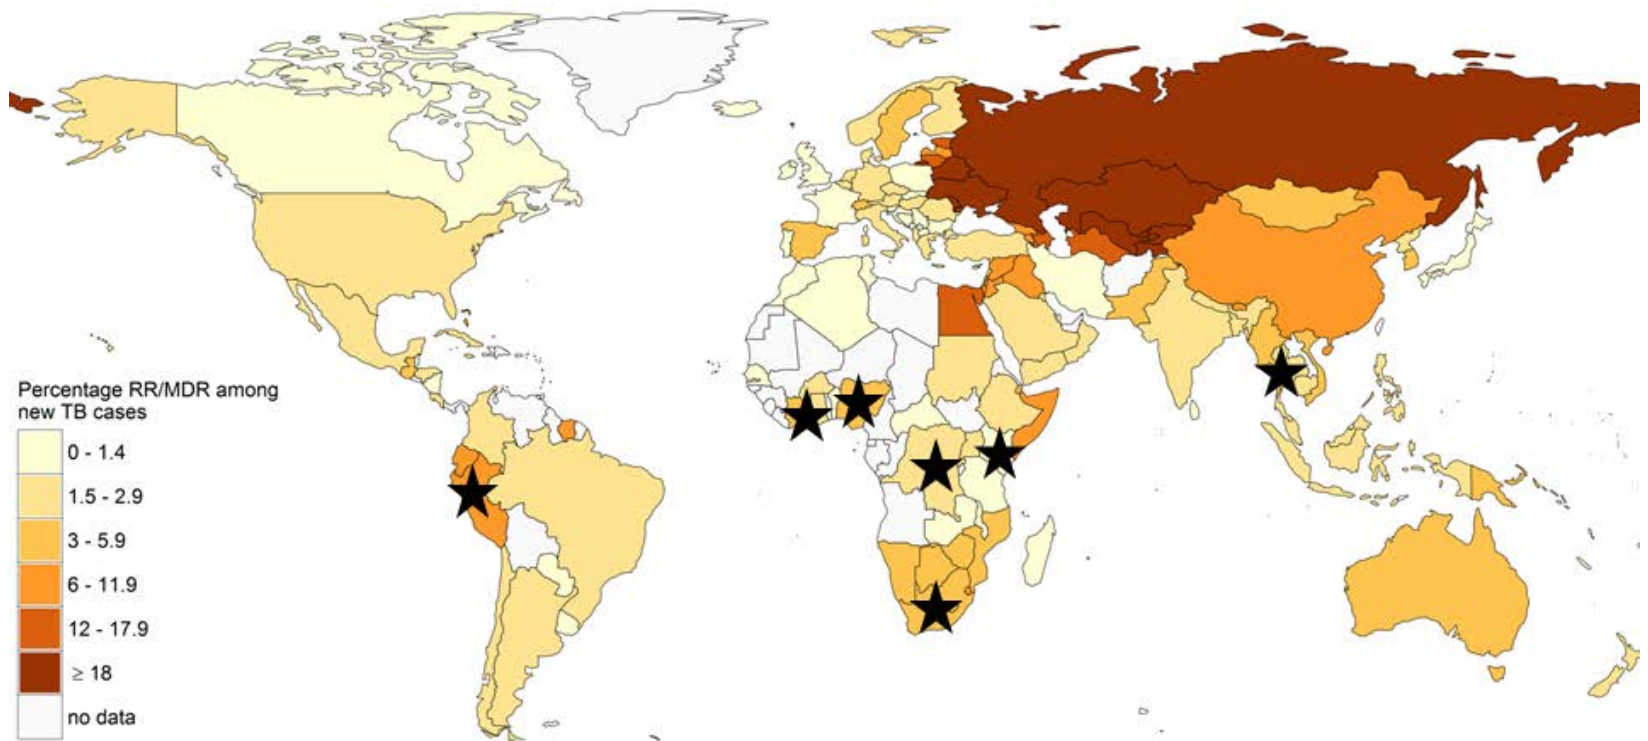 Percentage RR/MDR among
new TB cases
0 - 1.4
1.5 - 2.9
3 - 5.9
6 - 11.9
12 - 17.9
≥ 18
no data